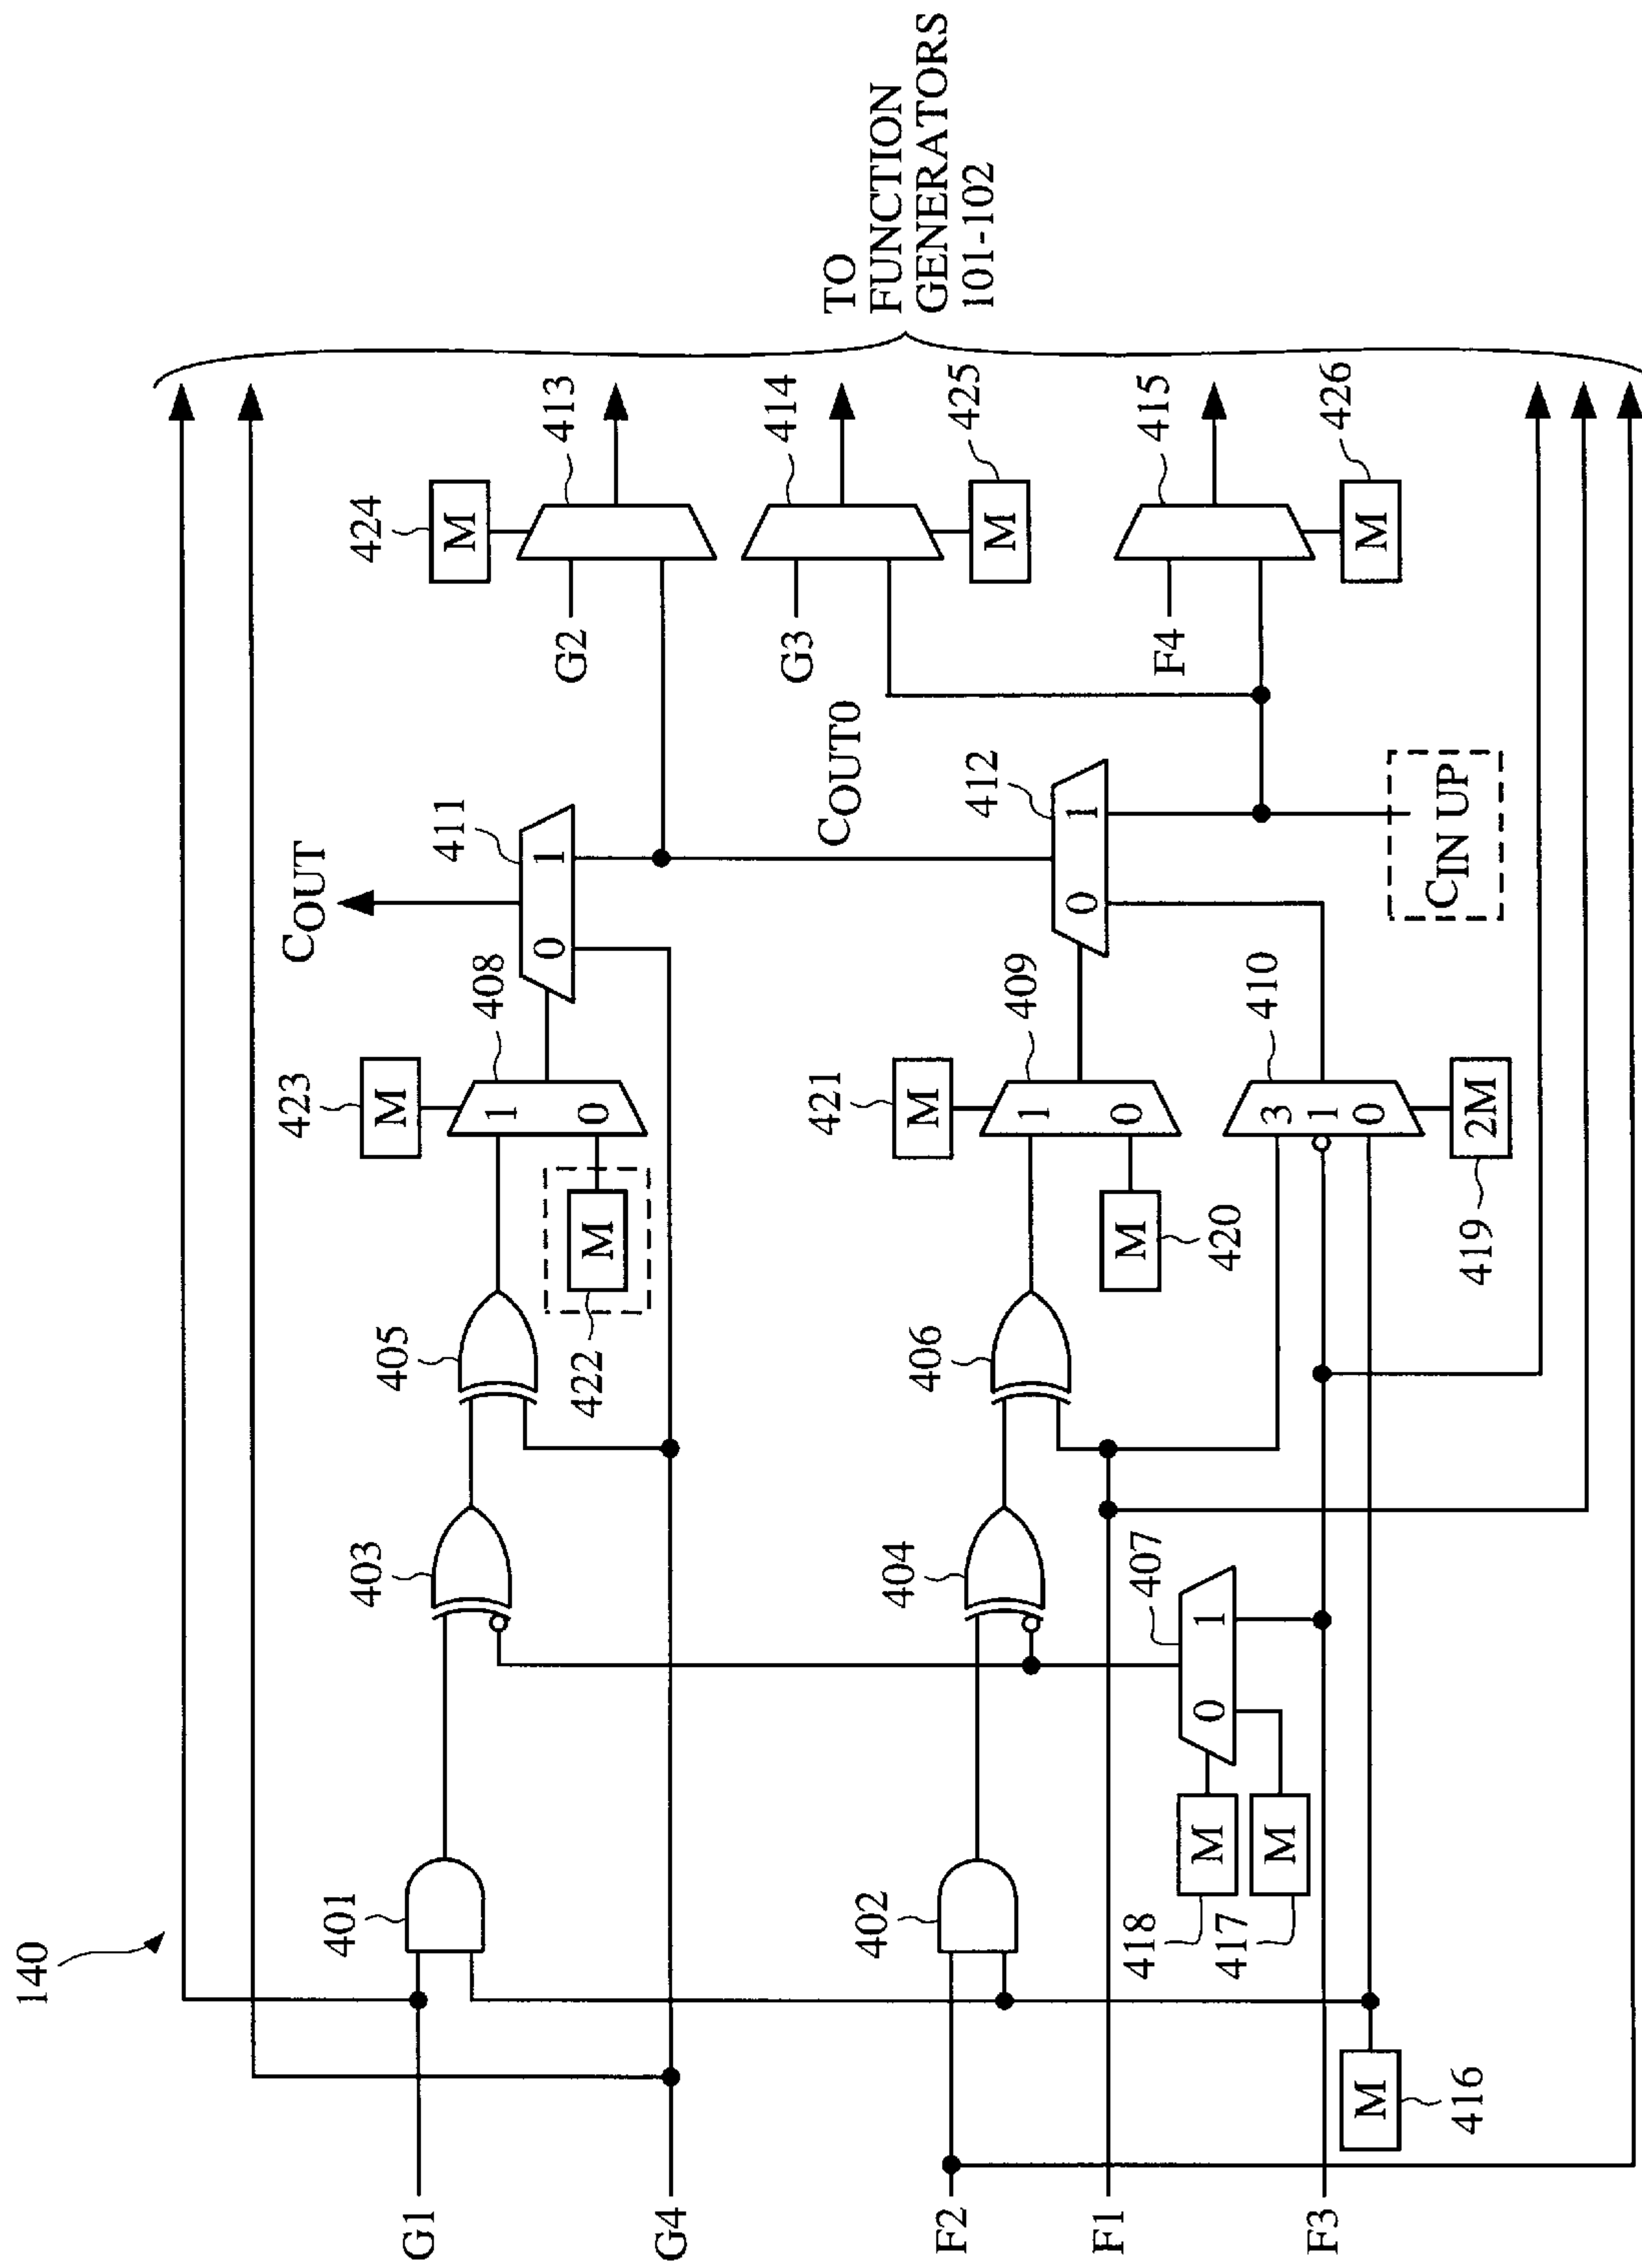 140
G1
G4
F2
F1
F3
401
402
403
404
405
406
407
0 1
M
418
M
417
M
416
M
422
M
423
1
0
408
M
421
1
0
409
M
420
3
1
0
410
2M
419
COUT
0 1
411
COUT0
0 1
412
CIN UP
G2
G3
F4
M
424
413
414
M
425
415
M
426
TO
FUNCTION
GENERATORS
101-102